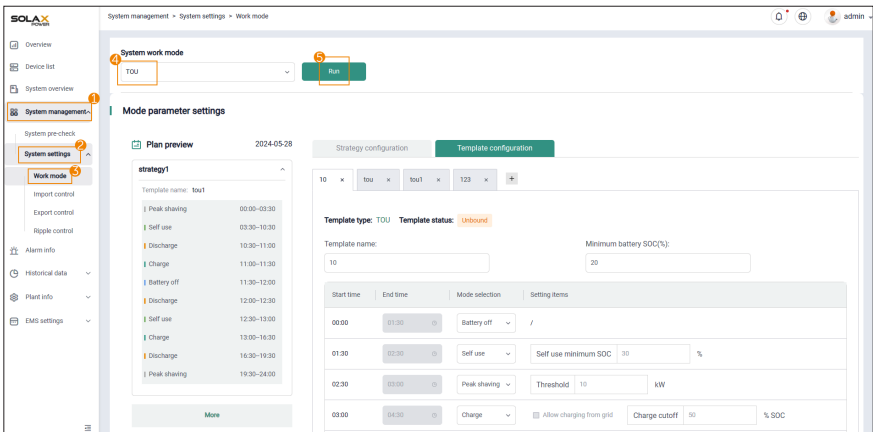 SOLAX
POWER
System management > System settings > Work mode
admin
Overview
Device list
System overview
1
System management
System pre-check
2
System settings
3
Work mode
Import control
Export control
Ripple control
Alarm info
Historical data
Plant info
EMS settings
System work mode
4
TOU
5
Run
Mode parameter settings
Plan preview
2024-05-28
strategy1
Template name: tou1
Peak shaving 00:00~03:30
Self use 03:30~10:30
Discharge 10:30~11:00
Charge 11:00~11:30
Battery off 11:30~12:00
Discharge 12:00~12:30
Self use 12:30~13:00
Charge 13:00~16:30
Discharge 16:30~19:30
Peak shaving 19:30~24:00
More
Strategy configuration Template configuration
10 × tou × tou1 × 123 × +
Template type: TOU Template status: Unbound
Template name: Minimum battery SOC(%):
10 20
Start time End time Mode selection Setting items
00:00 01:30 Battery off /
01:30 02:30 Self use Self use minimum SOC 30 %
02:30 03:00 Peak shaving Threshold 10 kW
03:00 04:30 Charge Allow charging from grid Charge cutoff 50 % SOC